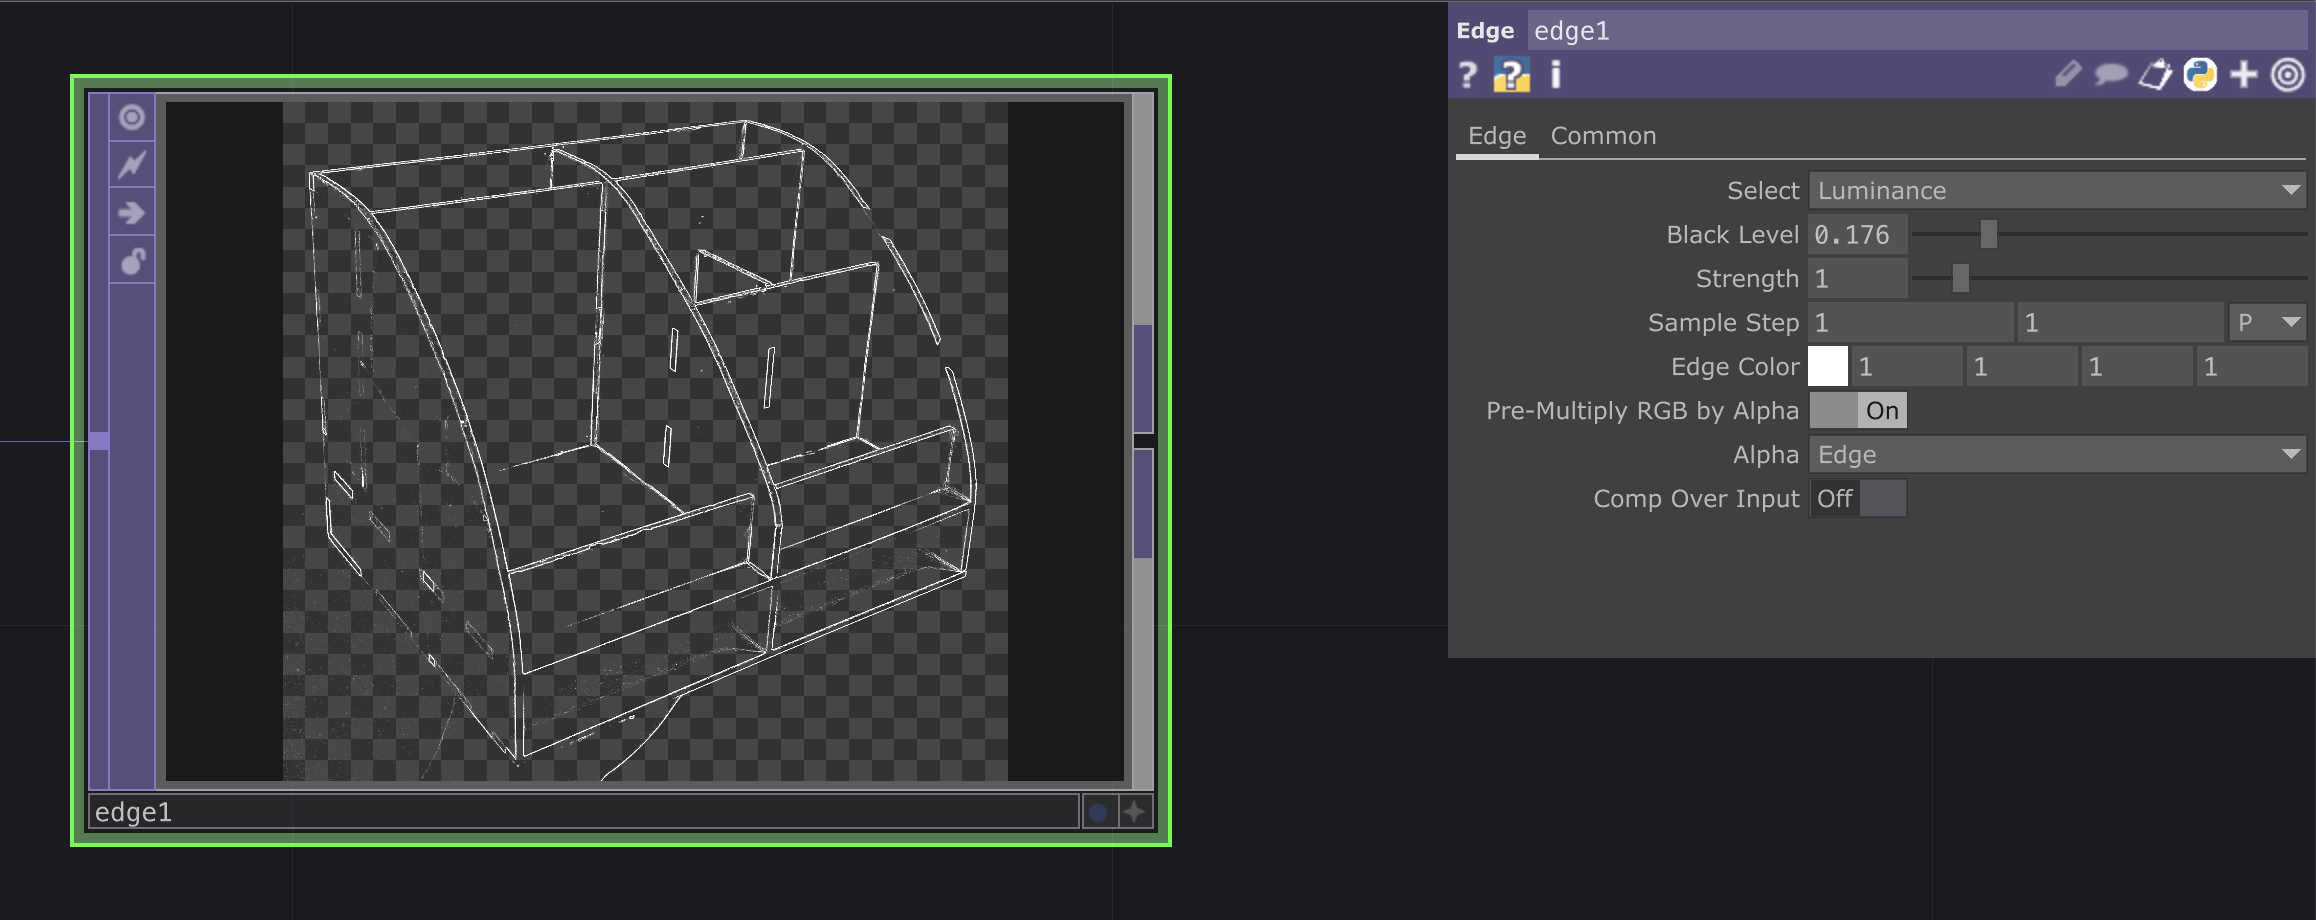 Edge edge1
? ? i
Edge Common
Select Luminance
Black Level 0.176
Strength 1
Sample Step 1 1 P
Edge Color 1 1 1 1
Pre-Multiply RGB by Alpha On
Alpha Edge
Comp Over Input Off
edge1